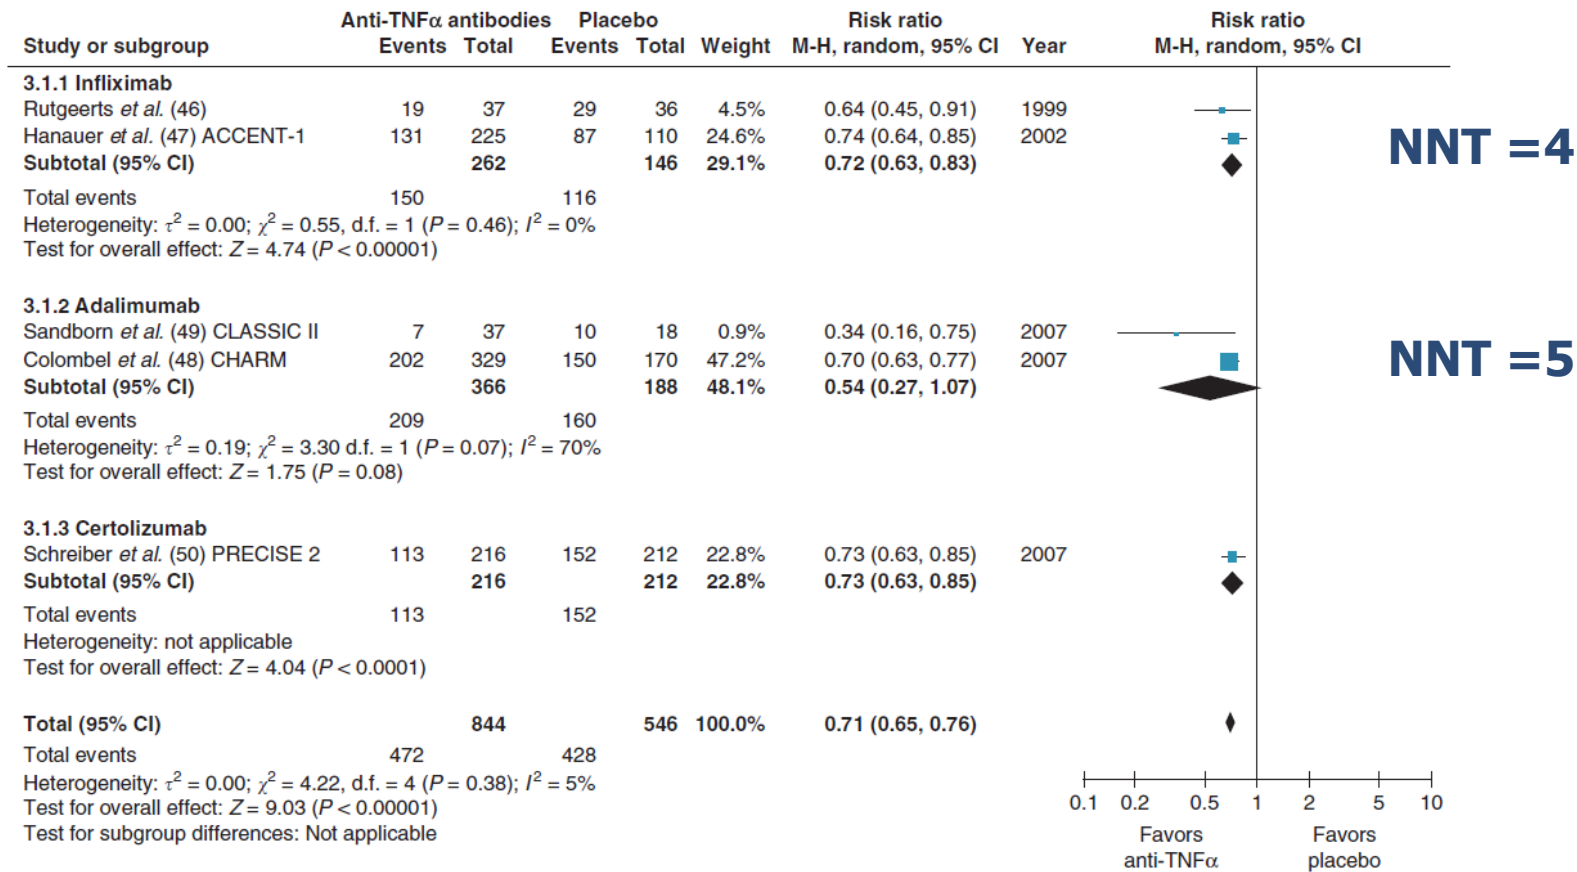 Anti-TNFα antibodies Placebo Risk ratio Risk ratio
Study or subgroup Events Total Events Total Weight M-H, random, 95% CI Year M-H, random, 95% CI
3.1.1 Infliximab
Rutgeerts et al. (46) 19 37 29 36 4.5% 0.64 (0.45, 0.91) 1999
Hanauer et al. (47) ACCENT-1 131 225 87 110 24.6% 0.74 (0.64, 0.85) 2002
NNT =4
Subtotal (95% CI) 262 146 29.1% 0.72 (0.63, 0.83)
Total events 150 116
Heterogeneity: τ² = 0.00; χ² = 0.55, d.f. = 1 (P = 0.46); I² = 0%
Test for overall effect: Z = 4.74 (P < 0.00001)
3.1.2 Adalimumab
Sandborn et al. (49) CLASSIC II 7 37 10 18 0.9% 0.34 (0.16, 0.75) 2007
Colombel et al. (48) CHARM 202 329 150 170 47.2% 0.70 (0.63, 0.77) 2007
NNT =5
Subtotal (95% CI) 366 188 48.1% 0.54 (0.27, 1.07)
Total events 209 160
Heterogeneity: τ² = 0.19; χ² = 3.30 d.f. = 1 (P = 0.07); I² = 70%
Test for overall effect: Z = 1.75 (P = 0.08)
3.1.3 Certolizumab
Schreiber et al. (50) PRECISE 2 113 216 152 212 22.8% 0.73 (0.63, 0.85) 2007
Subtotal (95% CI) 216 212 22.8% 0.73 (0.63, 0.85)
Total events 113 152
Heterogeneity: not applicable
Test for overall effect: Z = 4.04 (P < 0.0001)
Total (95% CI) 844 546 100.0% 0.71 (0.65, 0.76)
Total events 472 428
Heterogeneity: τ² = 0.00; χ² = 4.22, d.f. = 4 (P = 0.38); I² = 5%
Test for overall effect: Z = 9.03 (P < 0.00001)
Test for subgroup differences: Not applicable
0.1 0.2 0.5 1 2 5 10
Favors Favors
anti-TNFα placebo